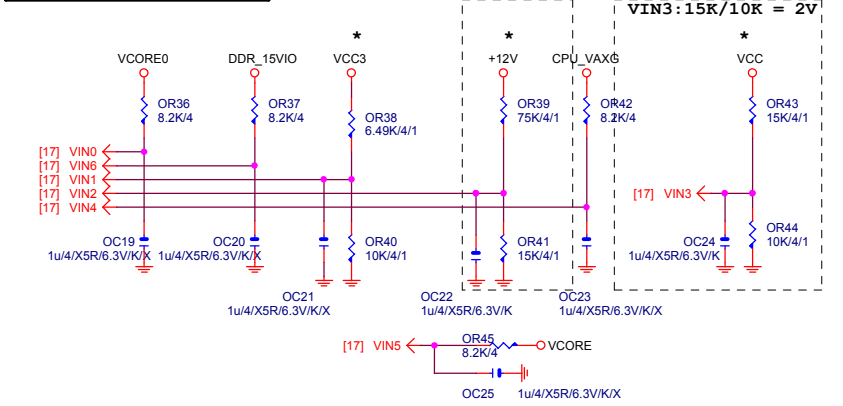 VIN3:15K/10K = 2V
* * *
VCORE0 DDR_15VIO VCC3 +12V CPU_VAXG VCC
OR36 8.2K/4
OR37 8.2K/4
OR38 6.49K/4/1
OR39 75K/4/1
OR42 8.2K/4
OR43 15K/4/1
[17] VIN0
[17] VIN6
[17] VIN1
[17] VIN2
[17] VIN4
[17] VIN3
OC19 1u/4/X5R/6.3V/K/X
OC20 1u/4/X5R/6.3V/K/X
OR40 10K/4/1
OR41 15K/4/1
OC24 1u/4/X5R/6.3V/K
OR44 10K/4/1
OC21 1u/4/X5R/6.3V/K/X
OC22 1u/4/X5R/6.3V/K
OC23 1u/4/X5R/6.3V/K/X
[17] VIN5
OR45 8.2K/4
VCORE
OC25 1u/4/X5R/6.3V/K/X